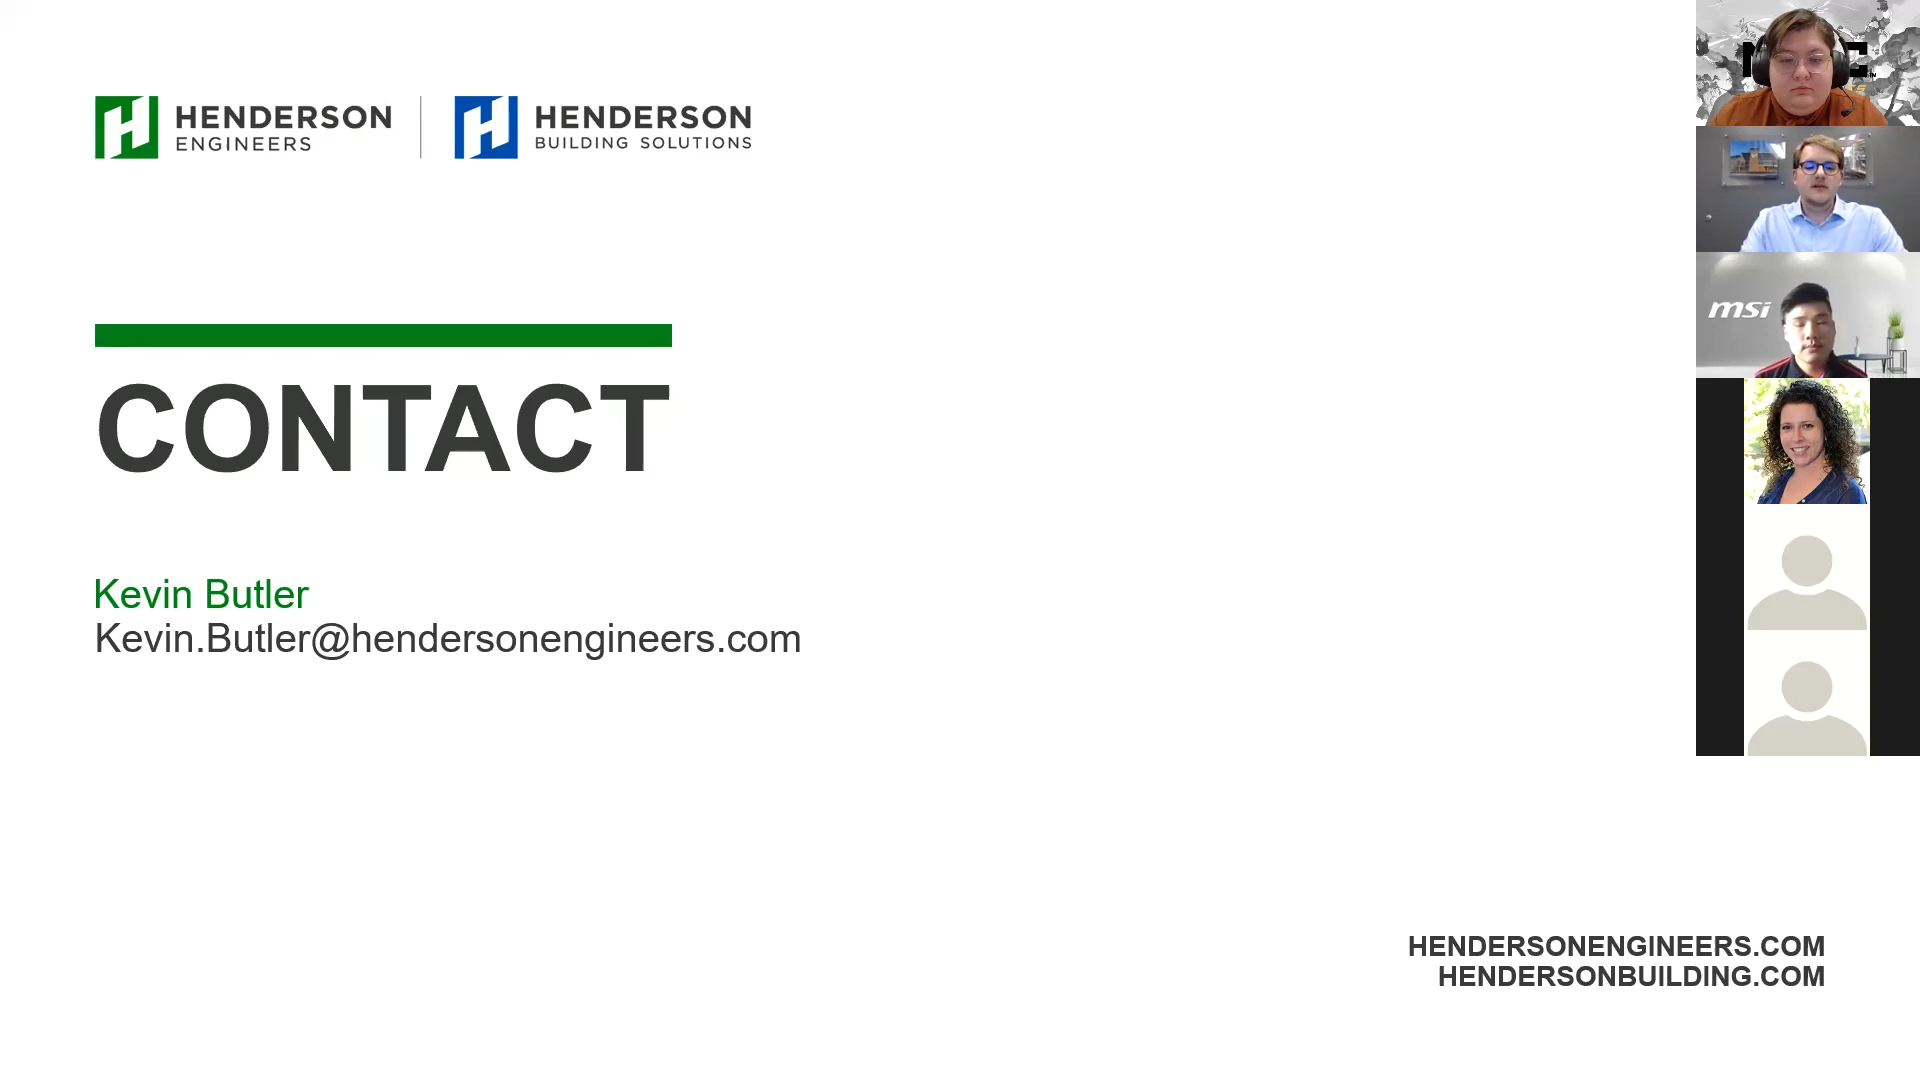 HENDERSON
ENGINEERS
HENDERSON
BUILDING SOLUTIONS
msi
CONTACT
Kevin Butler
Kevin.Butler@hendersonengineers.com
HENDERSONENGINEERS.COM
HENDERSONBUILDING.COM